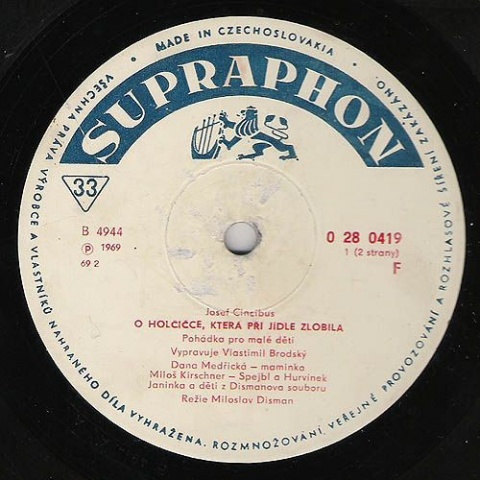 MADE IN CZECHOSLOVAKIA
SUPRAPHON
33
B 4944
P 1969
69 2
0 28 0419
1 (2 strany)
F
Josef Cincibus
O HOLČIČCE, KTERÁ PŘI JÍDLE ZLOBILA
Pohádka pro malé děti
Vypravuje Vlastimil Brodský
Dana Medřická – maminka
Miloš Kirschner – Spejbl a Hurvínek
Janinka a děti z Dismanova souboru
Režie Miloslav Disman
VŠECHNA PRÁVA VÝROBCE A VLASTNÍKŮ NAHRANÉHO DÍLA VYHRAŽENA. ROZMNOŽOVÁNÍ, VEŘEJNÉ PROVOZOVÁNÍ A ROZHLASOVÉ ŠÍŘENÍ ZAKÁZÁNO